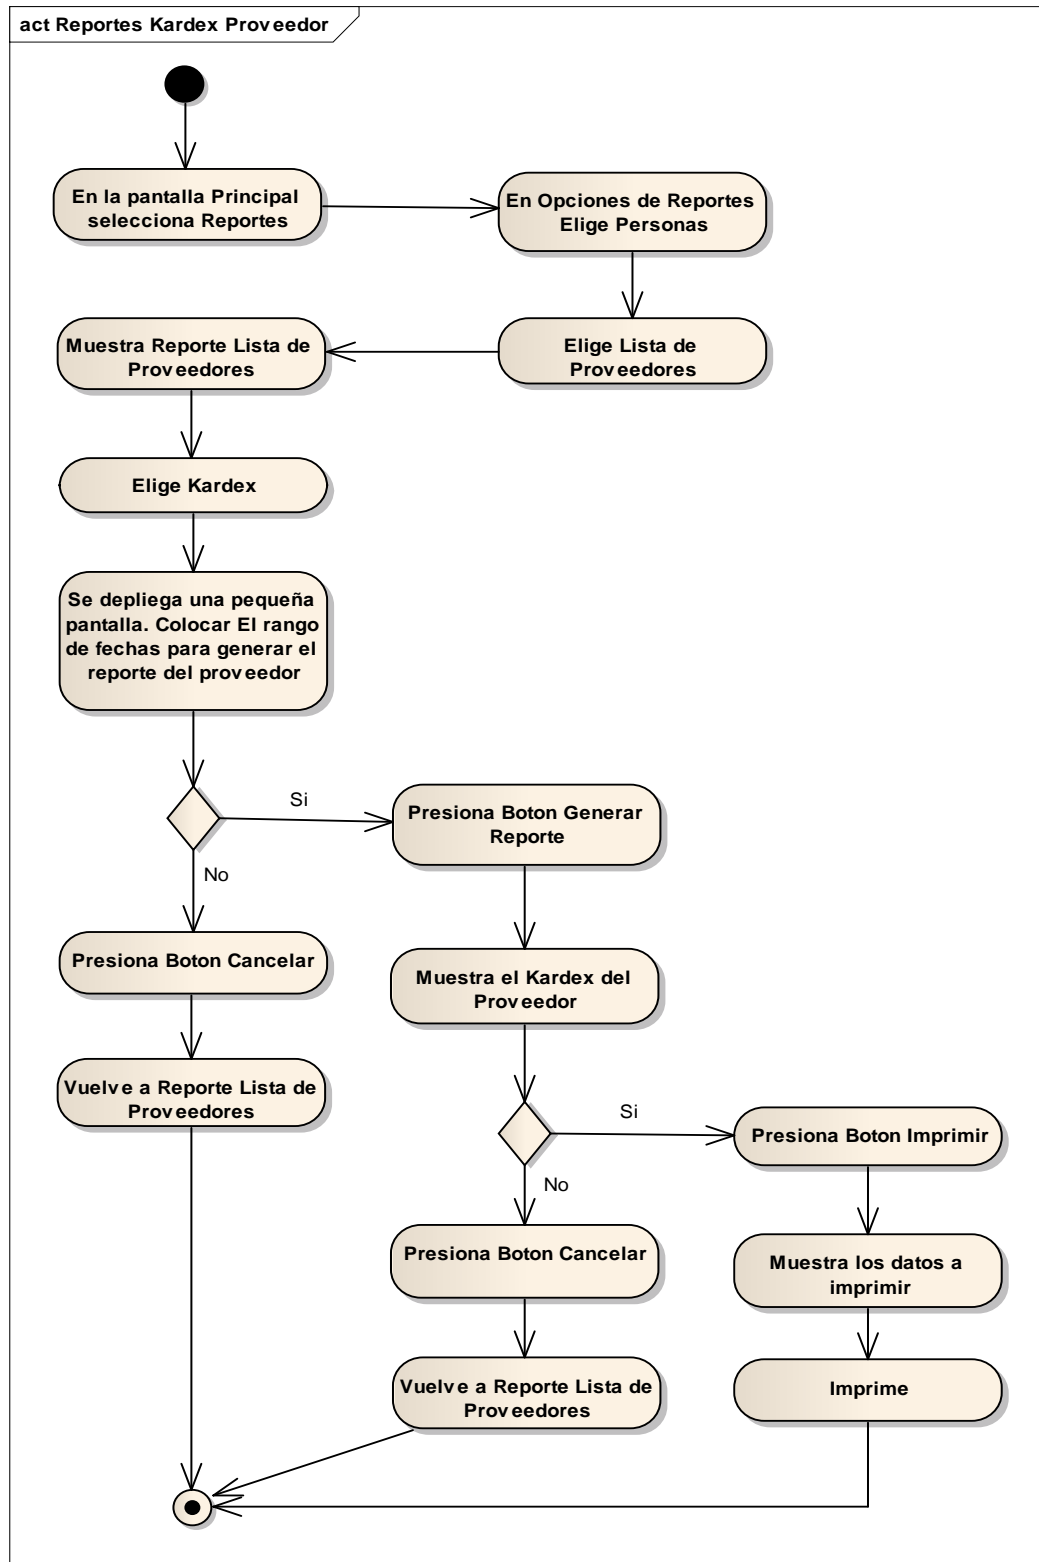 act Reportes Kardex Proveedor
En la pantalla Principal
selecciona Reportes
En Opciones de Reportes
Elige Personas
Elige Lista de
Proveedores
Muestra Reporte Lista de
Proveedores
Elige Kardex
Se depliega una pequeña
pantalla. Colocar El rango
de fechas para generar el
reporte del proveedor
Si
Presiona Boton Generar
Reporte
No
Presiona Boton Cancelar
Vuelve a Reporte Lista de
Proveedores
Muestra el Kardex del
Proveedor
Si
Presiona Boton Imprimir
No
Presiona Boton Cancelar
Vuelve a Reporte Lista de
Proveedores
Muestra los datos a
imprimir
Imprime